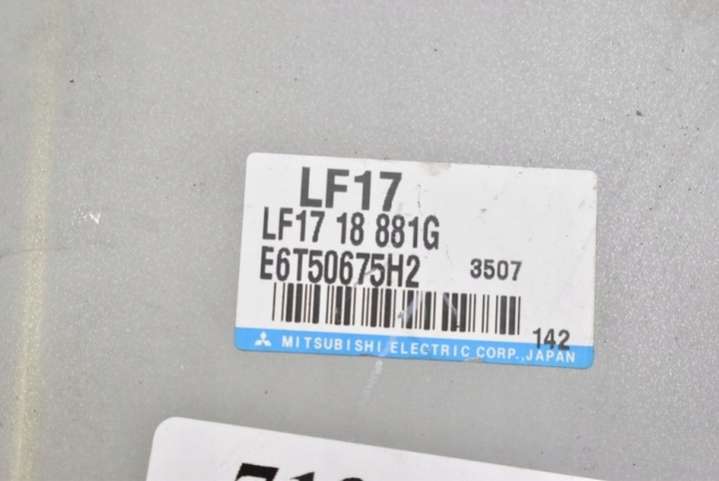 LF17
LF17 18 881G
E6T50675H2 3507
142
MITSUBISHI ELECTRIC CORP., JAPAN